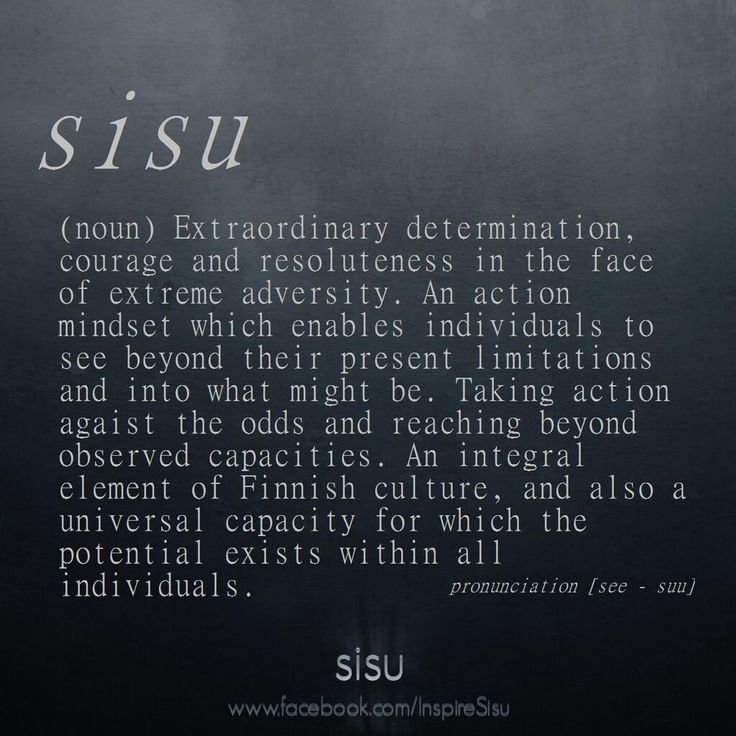 sisu
(noun) Extraordinary determination,
courage and resoluteness in the face
of extreme adversity. An action
mindset which enables individuals to
see beyond their present limitations
and into what might be. Taking action
agaist the odds and reaching beyond
observed capacities. An integral
element of Finnish culture, and also a
universal capacity for which the
potential exists within all
individuals.
pronunciation [see - suu]
sisu
www.facebook.com/InspireSisu